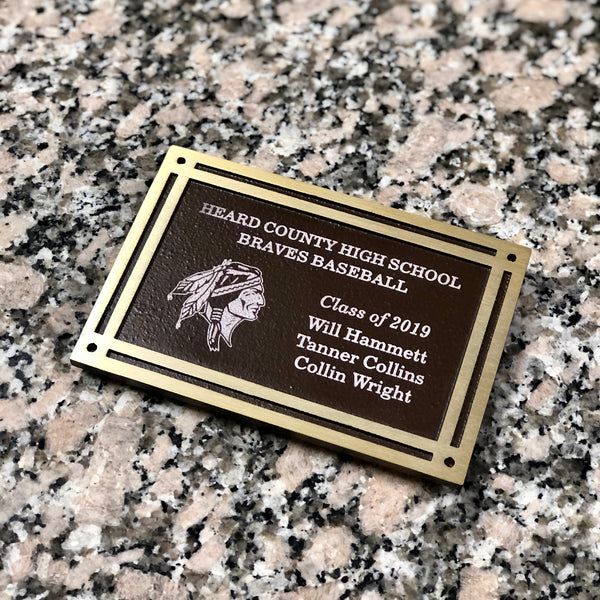 HEARD COUNTY HIGH SCHOOL
BRAVES BASEBALL
Class of 2019
Will Hammett
Tanner Collins
Collin Wright